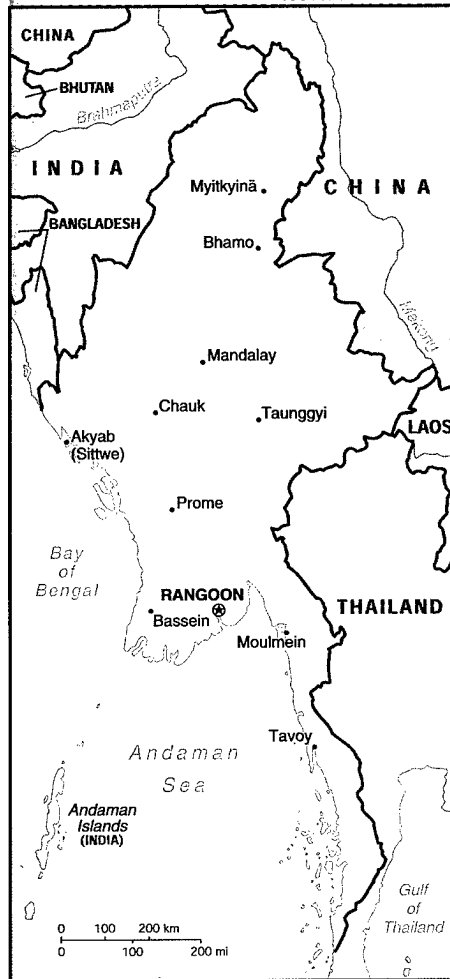 CHINA
BHUTAN
Brahmaputra
INDIA
CHINA
Myitkyinā
BANGLADESH
Bhamo
Mekong
Mandalay
Chauk
Taunggyi
LAOS
Akyab
(Sittwe)
Prome
Bay
of
Bengal
RANGOON
Bassein
THAILAND
Moulmein
Tavoy
Andaman
Sea
Andaman
Islands
(INDIA)
Gulf
of
Thailand
0 100 200 km
0 100 200 mi